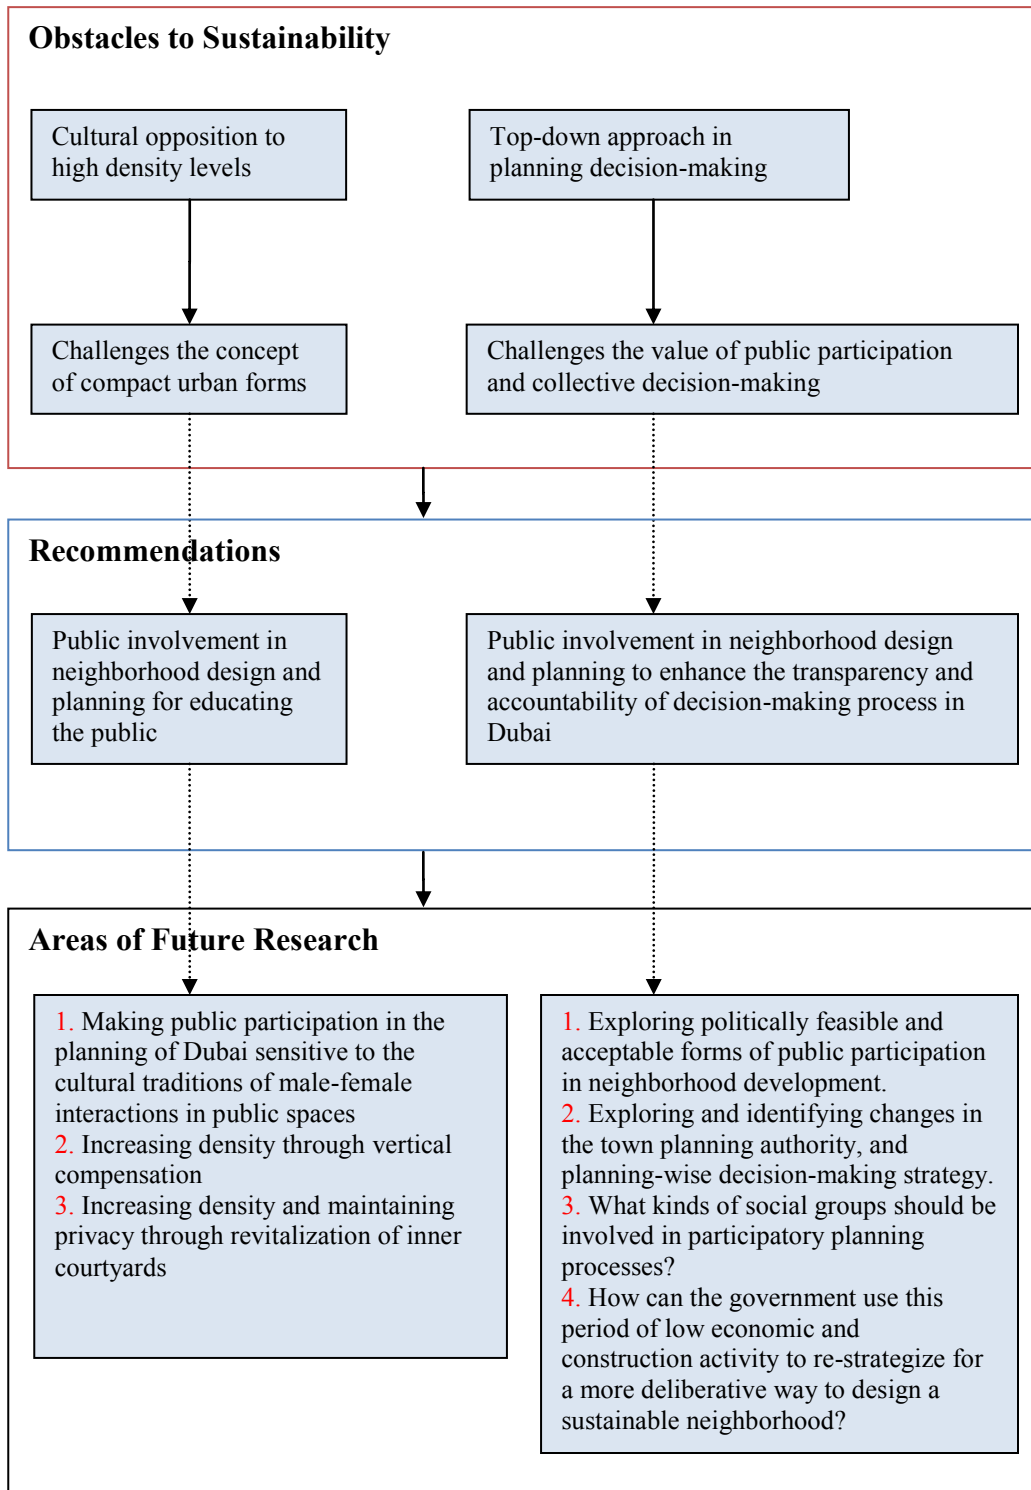 Obstacles to Sustainability
Cultural opposition to
high density levels
Top-down approach in
planning decision-making
Challenges the concept
of compact urban forms
Challenges the value of public participation
and collective decision-making
Recommendations
Public involvement in
neighborhood design and
planning for educating
the public
Public involvement in neighborhood design
and planning to enhance the transparency and
accountability of decision-making process in
Dubai
Areas of Future Research
1. Making public participation in the
planning of Dubai sensitive to the
cultural traditions of male-female
interactions in public spaces
2. Increasing density through vertical
compensation
3. Increasing density and maintaining
privacy through revitalization of inner
courtyards
1. Exploring politically feasible and
acceptable forms of public participation
in neighborhood development.
2. Exploring and identifying changes in
the town planning authority, and
planning-wise decision-making strategy.
3. What kinds of social groups should be
involved in participatory planning
processes?
4. How can the government use this
period of low economic and
construction activity to re-strategize for
a more deliberative way to design a
sustainable neighborhood?